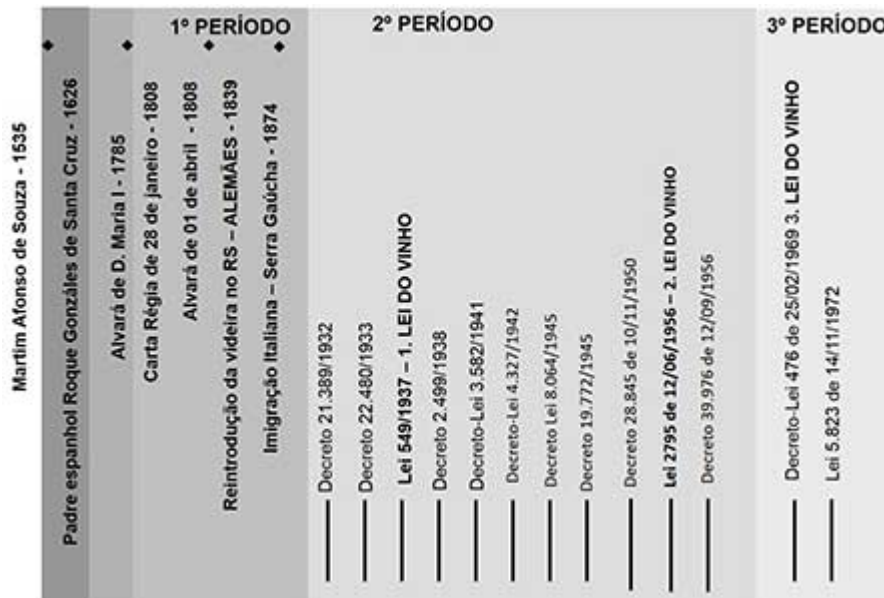 1º PERÍODO
2º PERÍODO
3º PERÍODO
Martim Afonso de Souza - 1535
Padre espanhol Roque Gonzáles de Santa Cruz - 1626
Alvará de D. Maria I - 1785
Carta Régia de 28 de janeiro - 1808
Alvará de 01 de abril - 1808
Reintrodução da videira no RS – ALEMÃES - 1839
Imigração Italiana – Serra Gaúcha - 1874
Decreto 21.389/1932
Decreto 22.480/1933
Lei 549/1937 – 1. LEI DO VINHO
Decreto 2.499/1938
Decreto-Lei 3.582/1941
Decreto-Lei 4.327/1942
Decreto Lei 8.064/1945
Decreto 19.772/1945
Decreto 28.845 de 10/11/1950
Lei 2795 de 12/06/1956 – 2. LEI DO VINHO
Decreto 39.976 de 12/09/1956
Decreto-Lei 476 de 25/02/1969 3. LEI DO VINHO
Lei 5.823 de 14/11/1972